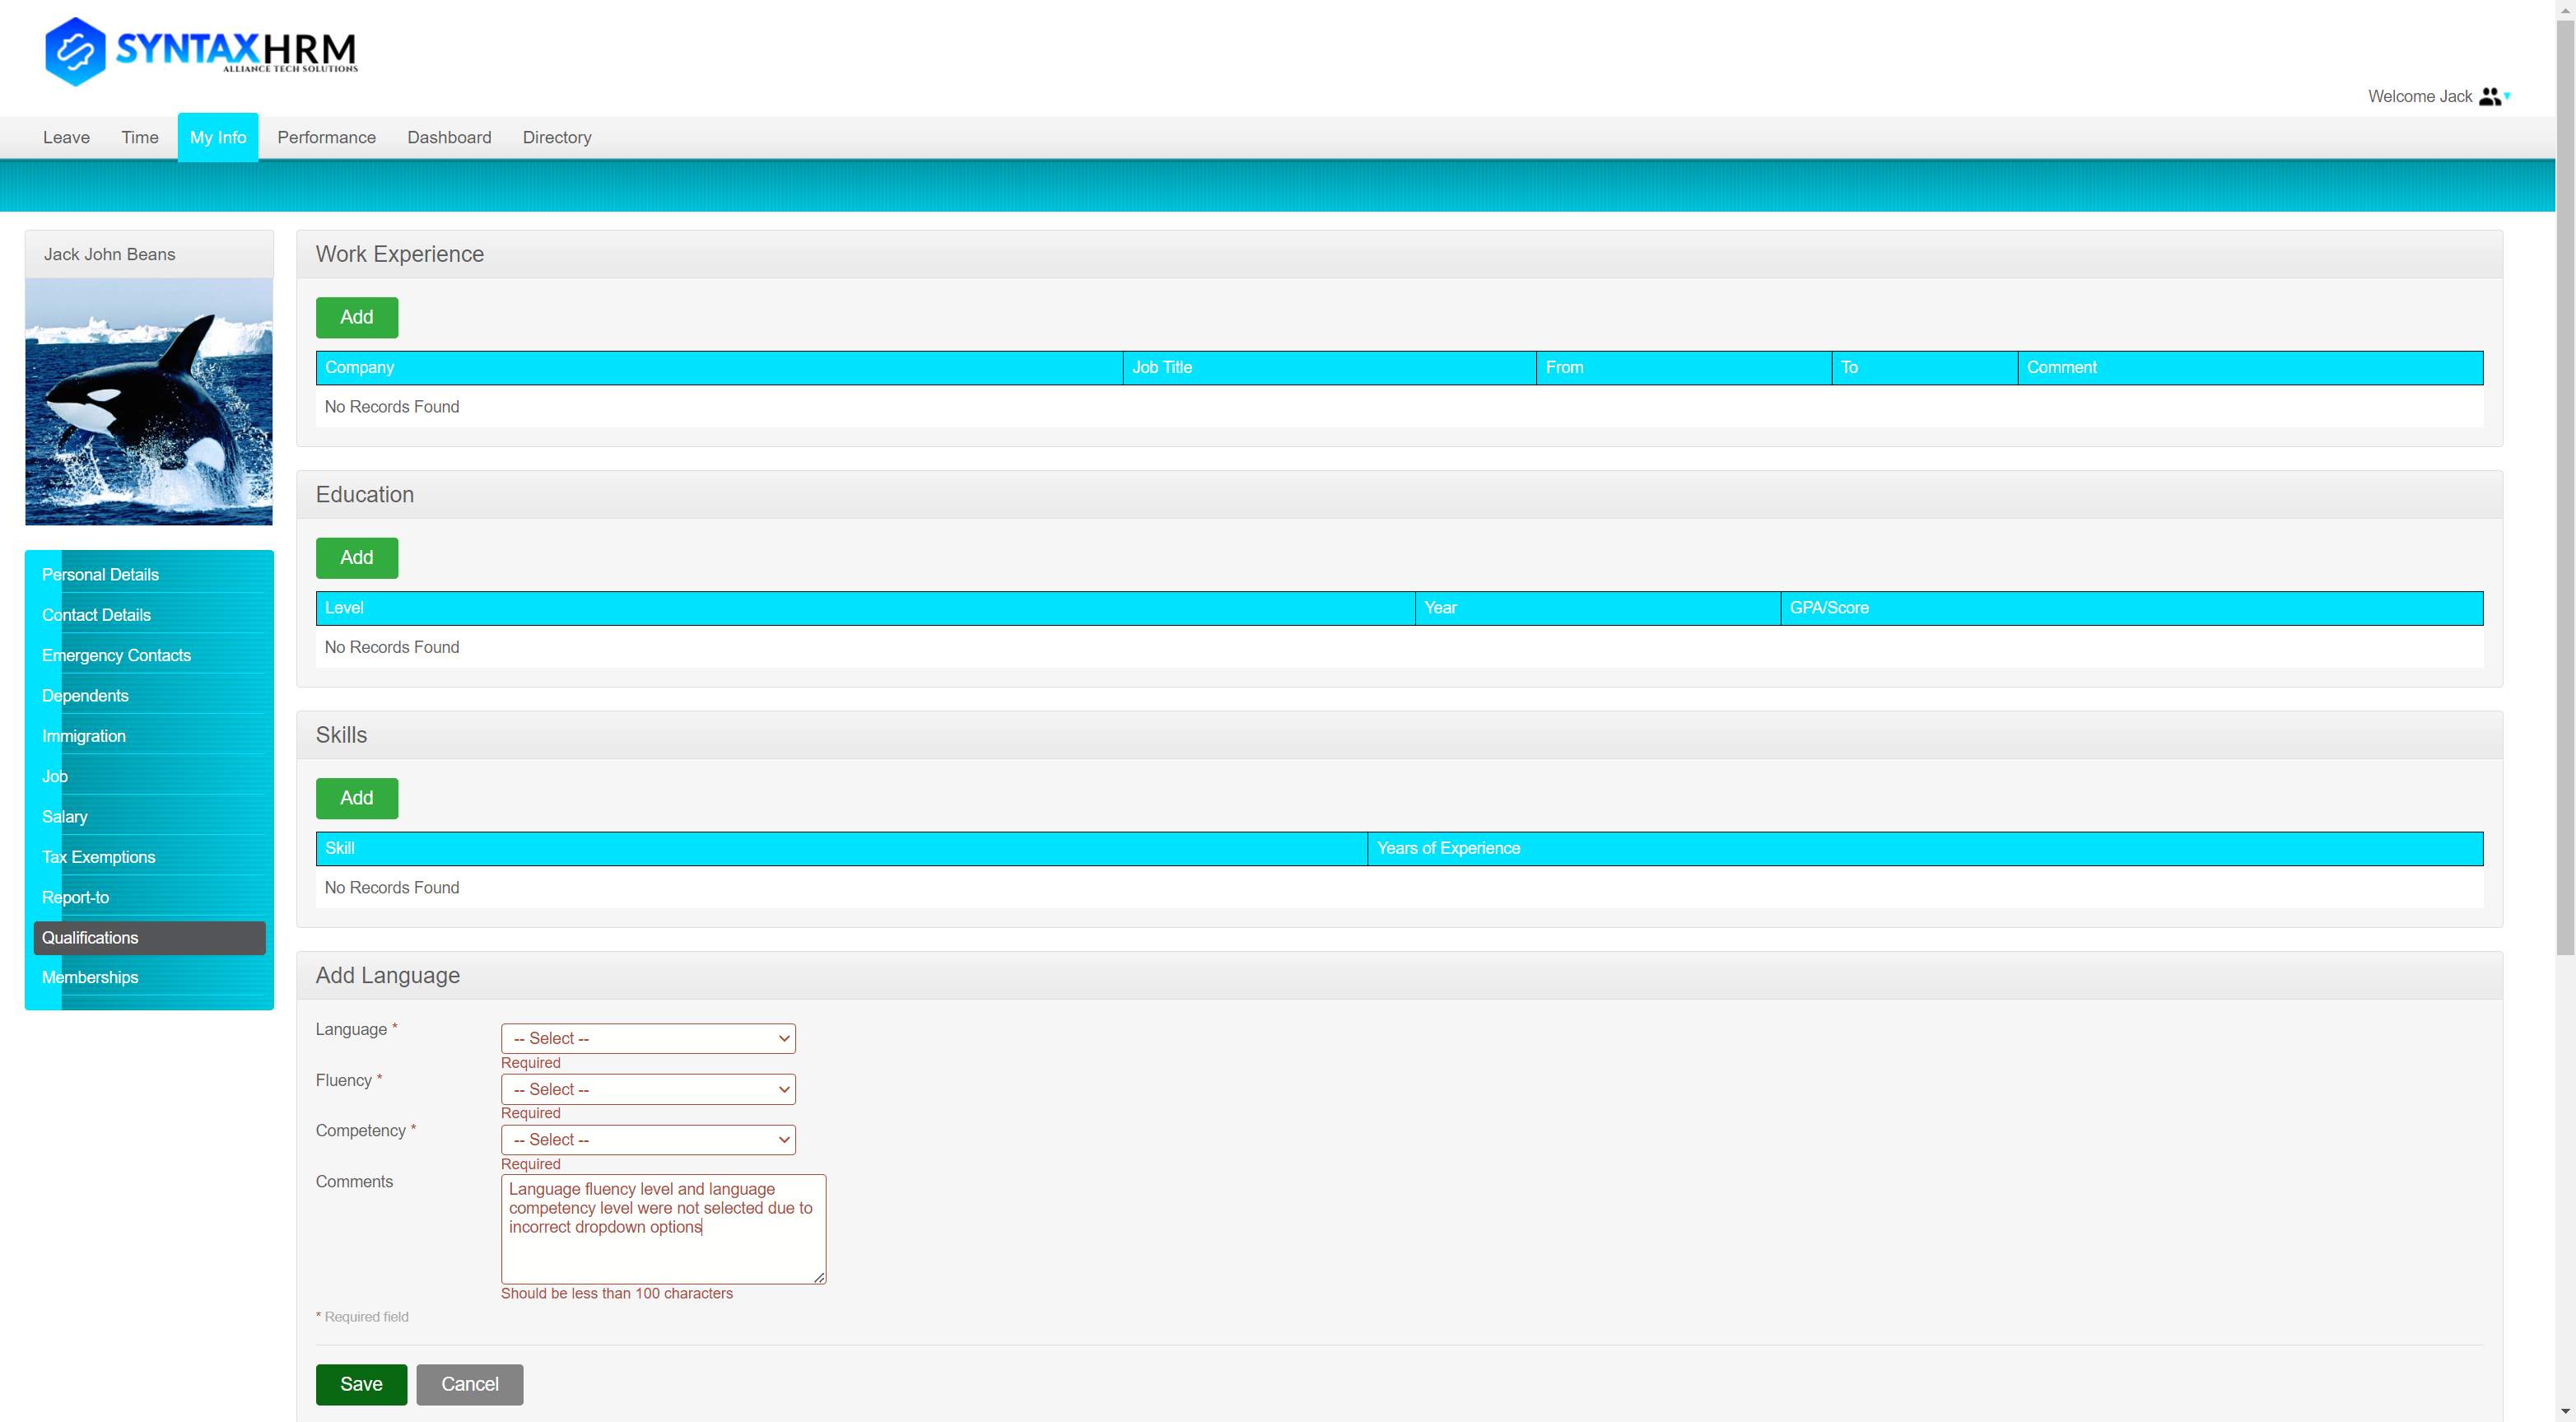 SYNTAXHRM
ALLIANCE TECH SOLUTIONS
Welcome Jack
Leave Time My Info Performance Dashboard Directory
Jack John Beans
Personal Details
Contact Details
Emergency Contacts
Dependents
Immigration
Job
Salary
Tax Exemptions
Report-to
Qualifications
Memberships
Work Experience
Add
Company Job Title From To Comment
No Records Found
Education
Add
Level Year GPA/Score
No Records Found
Skills
Add
Skill Years of Experience
No Records Found
Add Language
Language * -- Select --
Required
Fluency * -- Select --
Required
Competency * -- Select --
Required
Comments
Language fluency level and language
competency level were not selected due to
incorrect dropdown options
Should be less than 100 characters
* Required field
Save Cancel